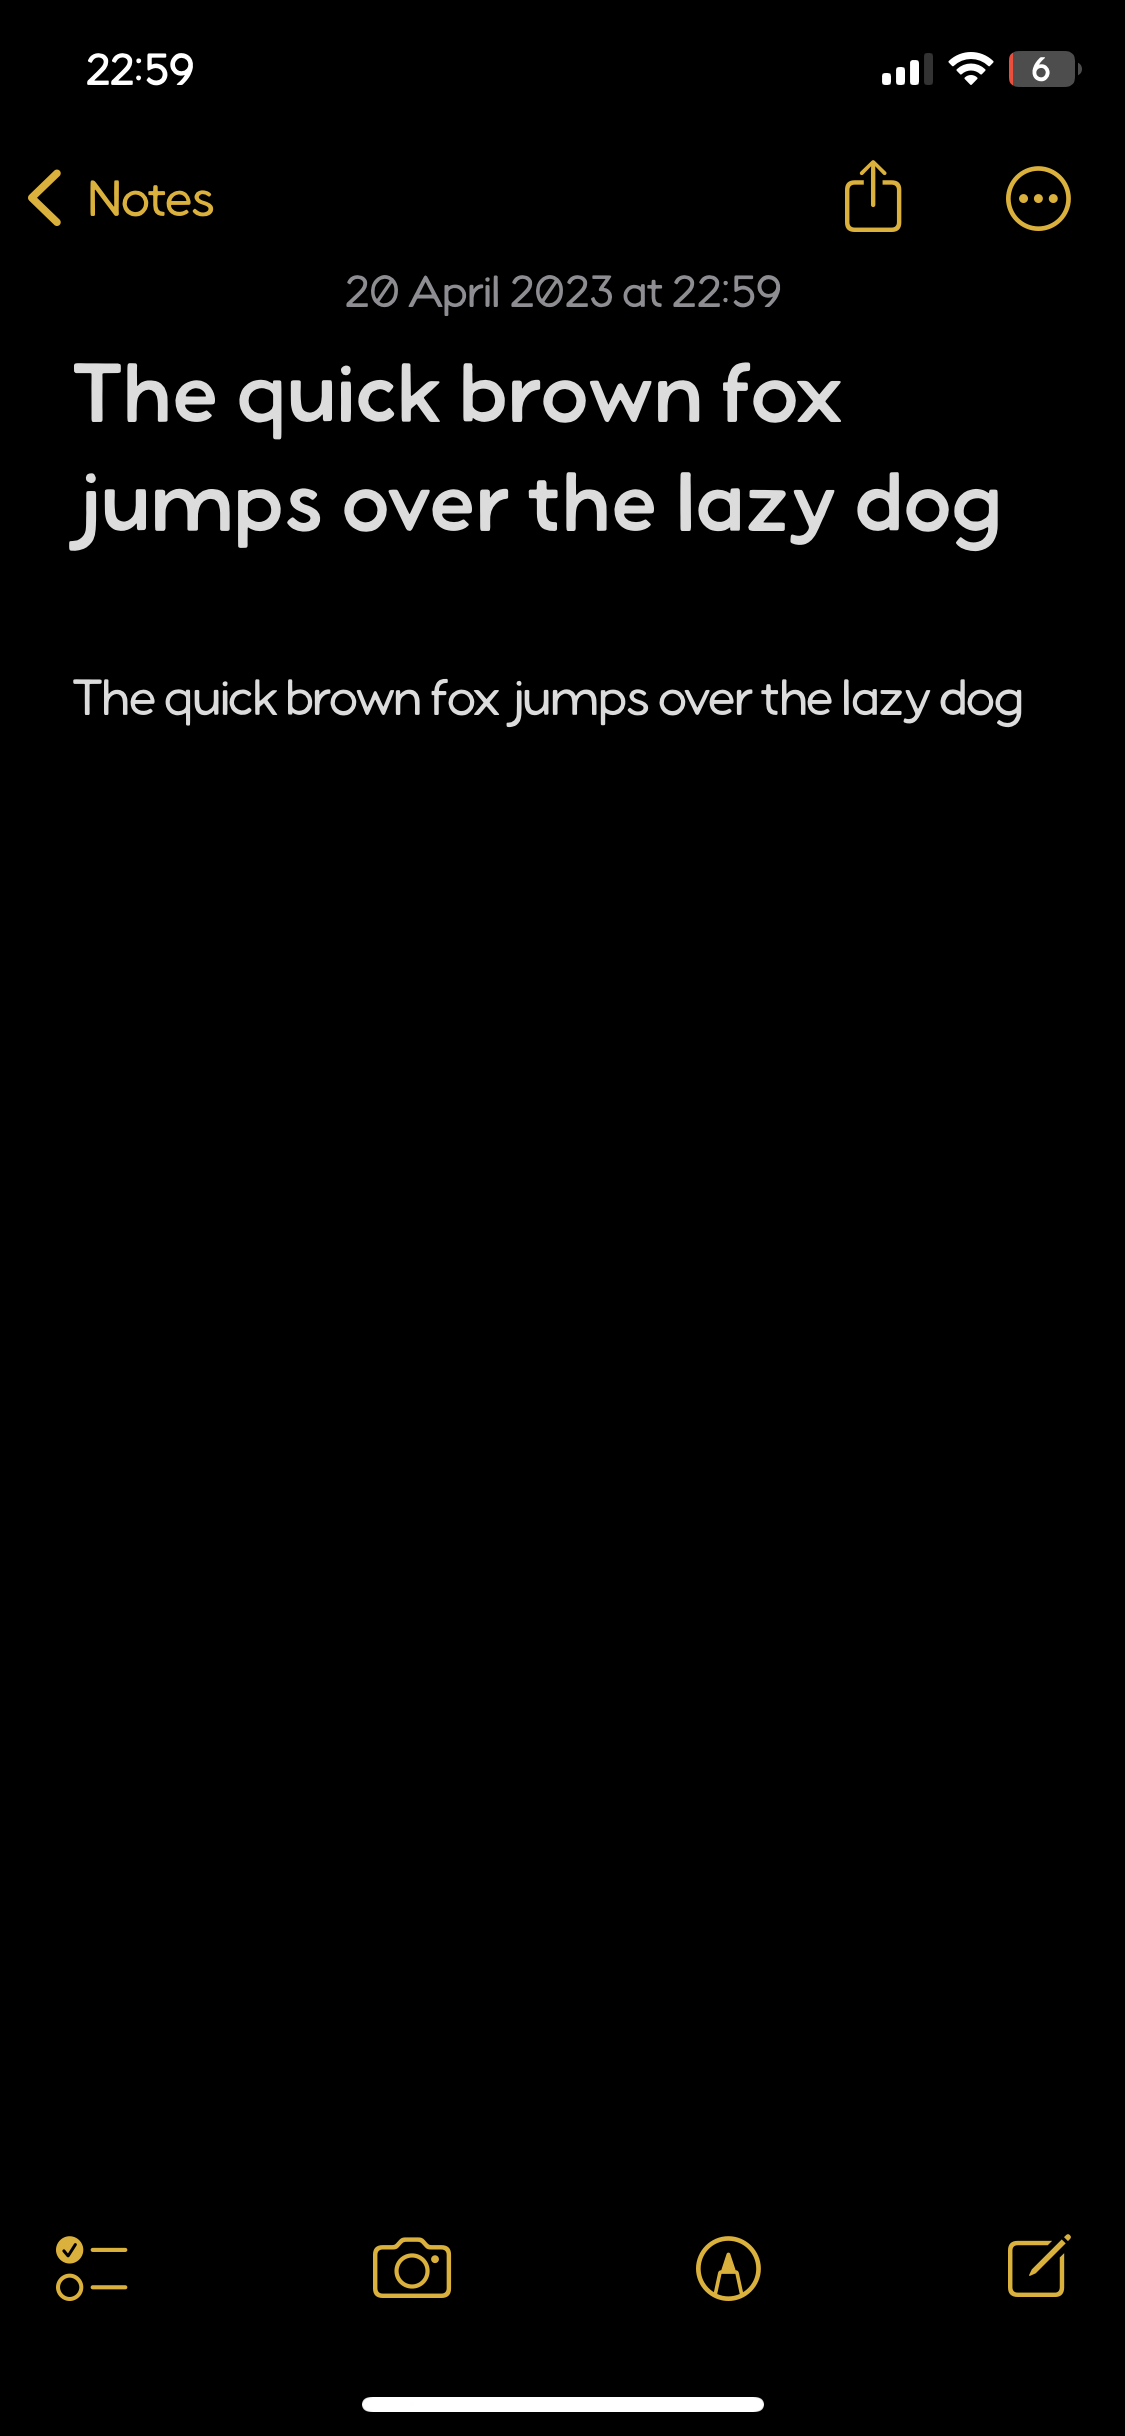 22:59
6
Notes
20 April 2023 at 22:59
The quick brown fox
jumps over the lazy dog
The quick brown fox jumps over the lazy dog